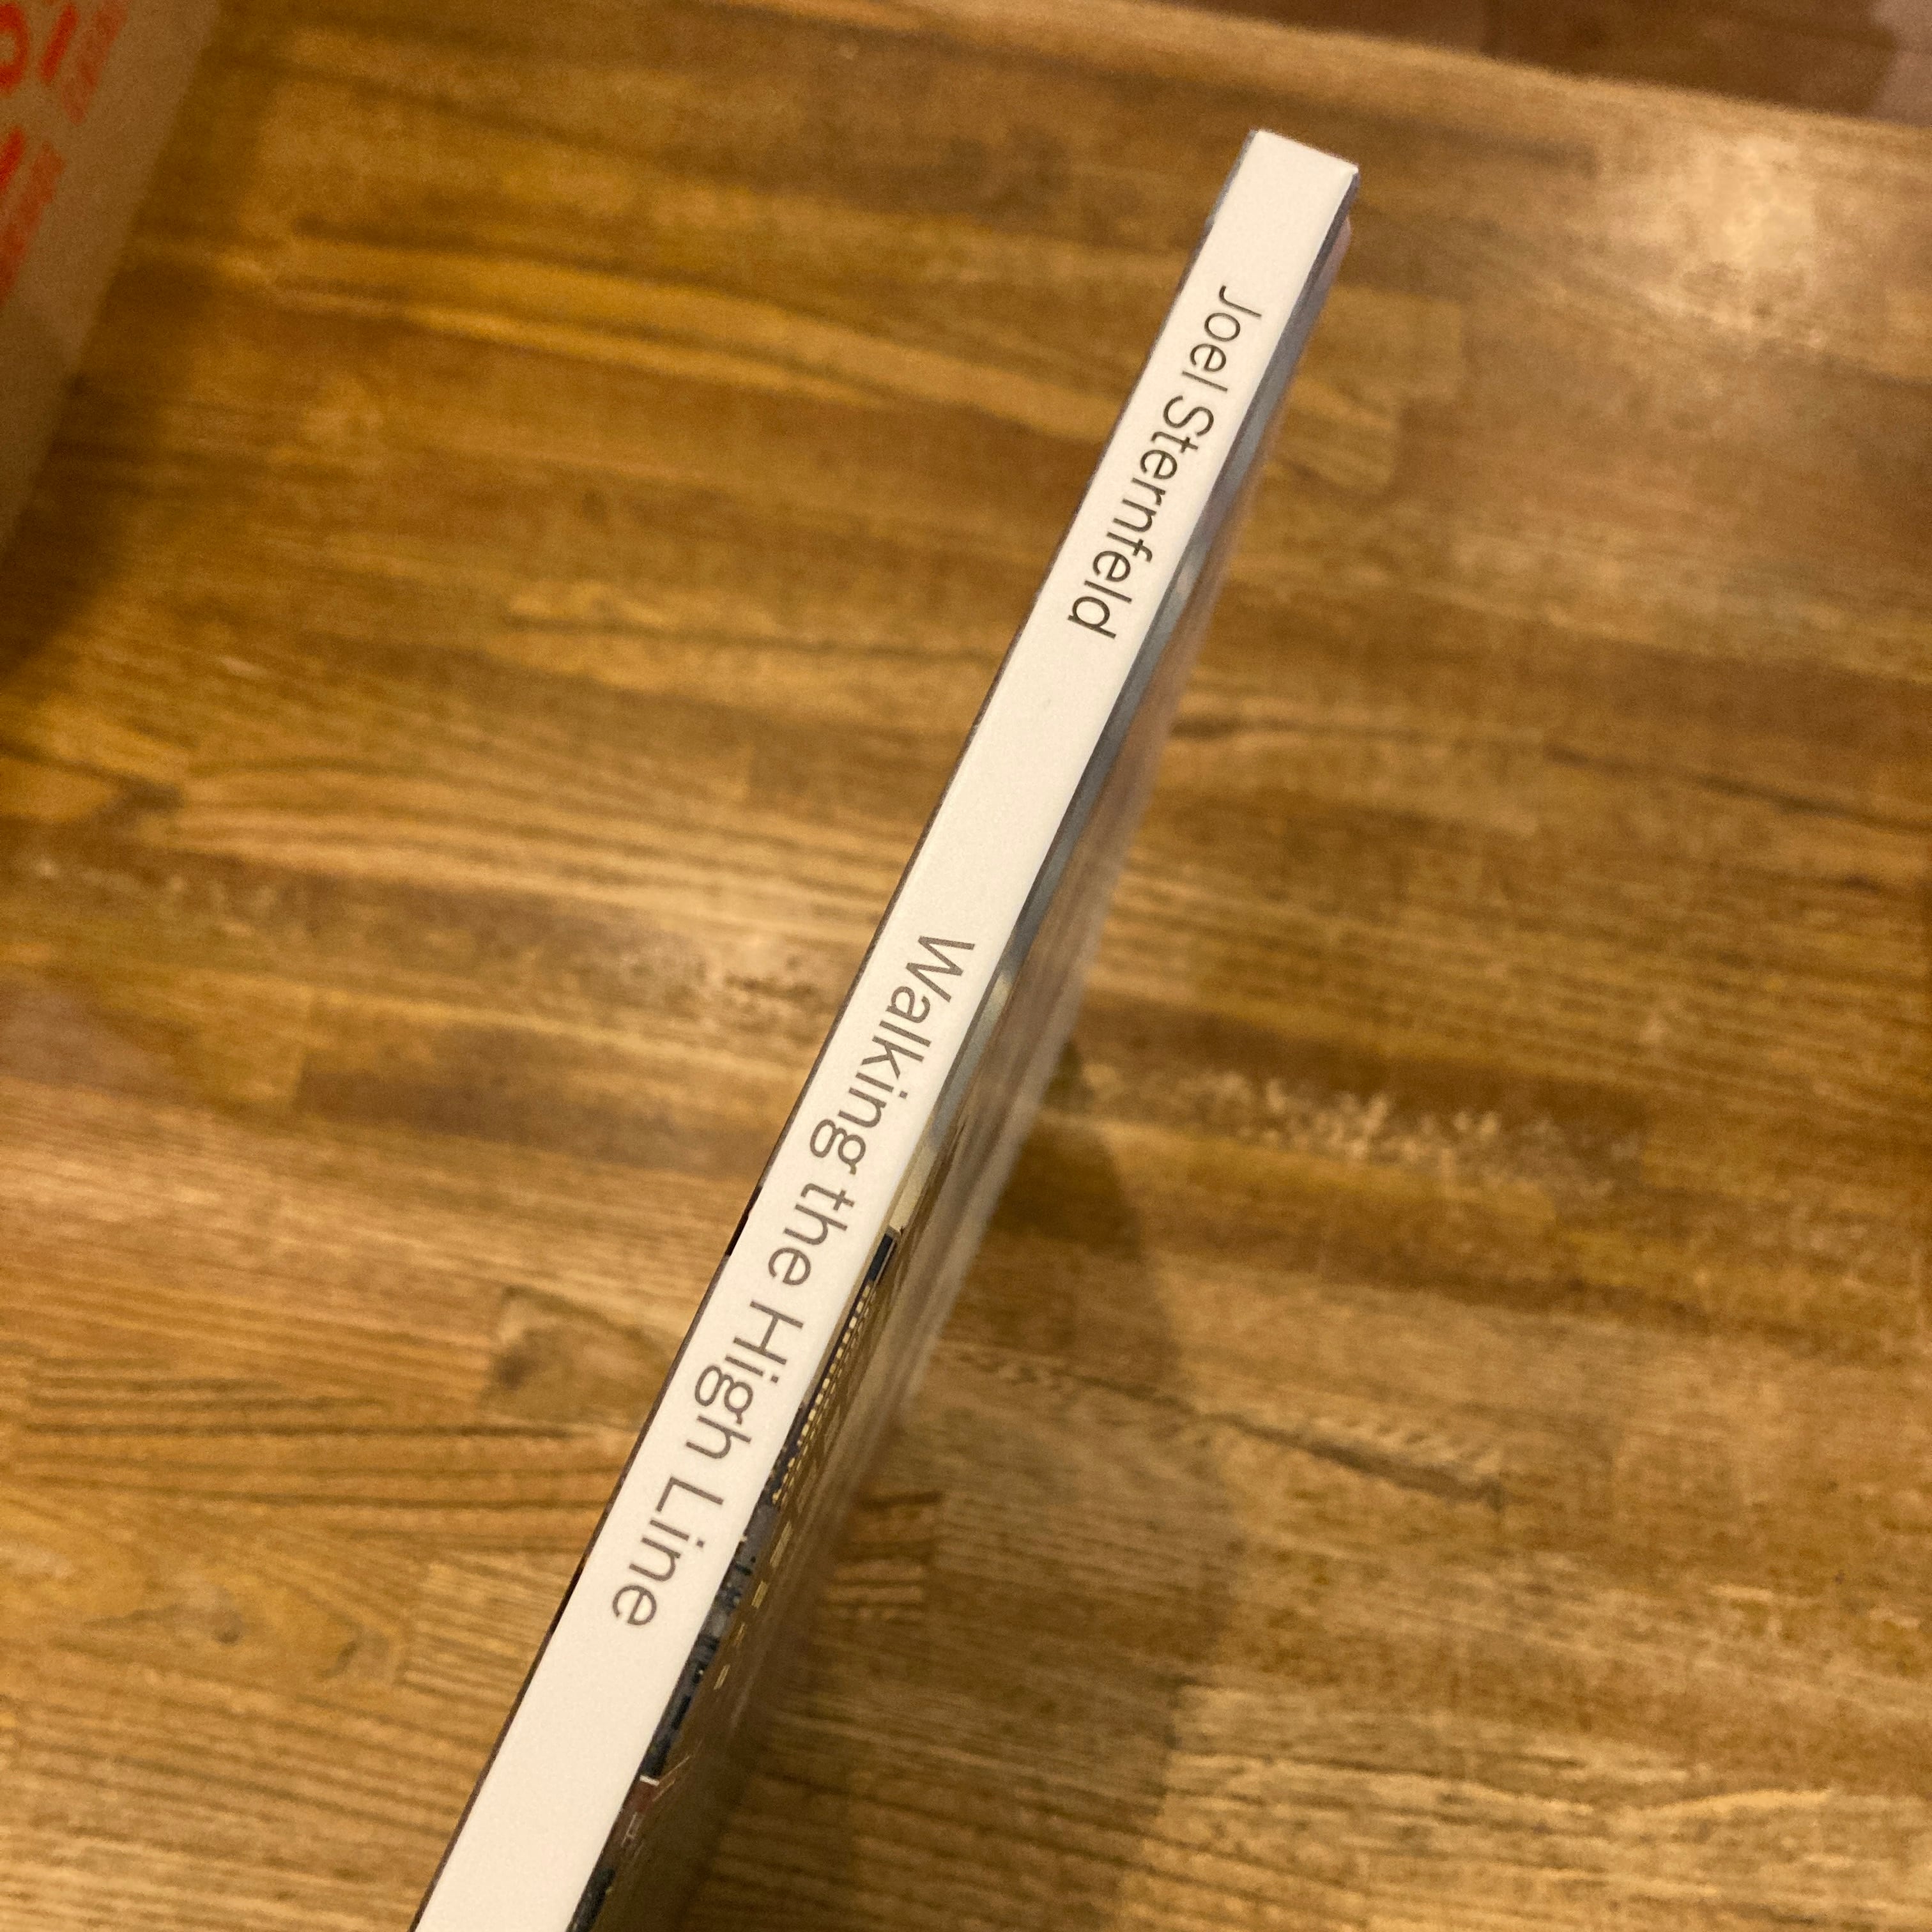 Joel Sternfeld
Walking the High Line